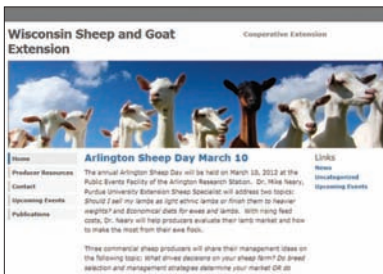 Wisconsin Sheep and Goat
Extension
Cooperative Extension
Home
Producer Resources
Contact
Upcoming Events
Publications
Arlington Sheep Day March 10
The annual Arlington Sheep Day will be held on March 10, 2012 at the
Public Events Facility of the Arlington Research Station. Dr. Mike Neary,
Purdue University Extension Sheep Specialist will address two topics:
Should I sell my lambs as light ethnic lambs or finish them to heavier
weights? and Economical diets for ewes and lambs. With rising feed
costs, Dr. Neary will help producers evaluate their lamb market and how
to make the most from their ewe flock.
Three commercial sheep producers will share their management ideas on
the following topic: What drives decisions on your sheep farm? Do breed
selection and management strategies determine your market OR do
Links
News
Uncategorized
Upcoming Events